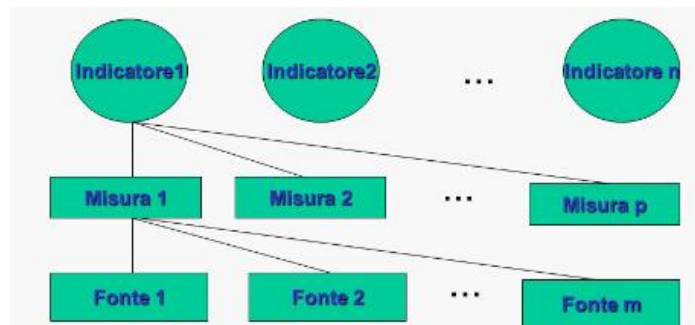 Indicatore1 Indicatore2 ... Indicatore n
Misura 1 Misura 2 ... Misura p
Fonte 1 Fonte 2 ... Fonte m